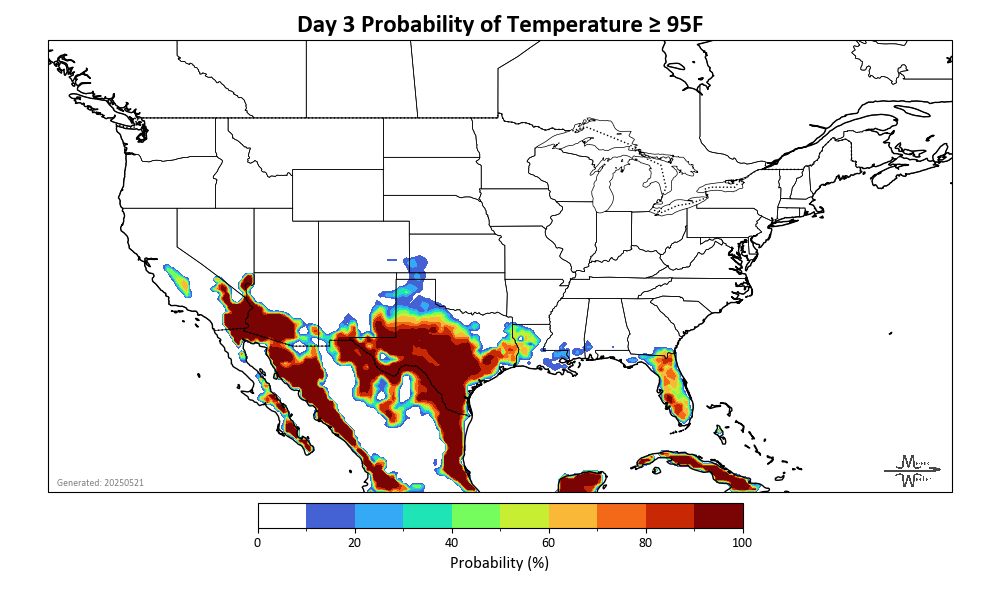 Day 3 Probability of Temperature ≥ 95F
Generated: 20250521
0 20 40 60 80 100
Probability (%)